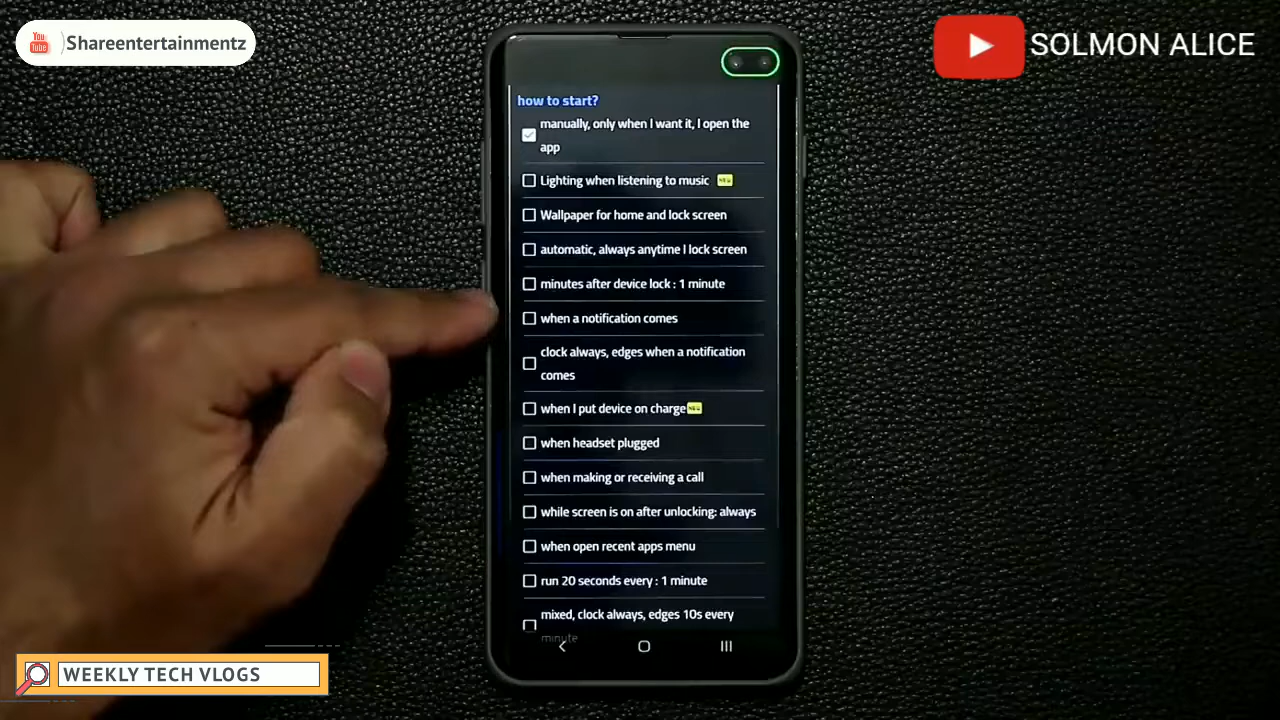 Shareentertainmentz
SOLMON ALICE
how to start?
manually, only when I want it, I open the
app
Lighting when listening to music NEW
Wallpaper for home and lock screen
automatic, always anytime I lock screen
minutes after device lock : 1 minute
when a notification comes
clock always, edges when a notification
comes
when I put device on charge NEW
when headset plugged
when making or receiving a call
while screen is on after unlocking: always
when open recent apps menu
run 20 seconds every : 1 minute
mixed, clock always, edges 10s every
minute
WEEKLY TECH VLOGS